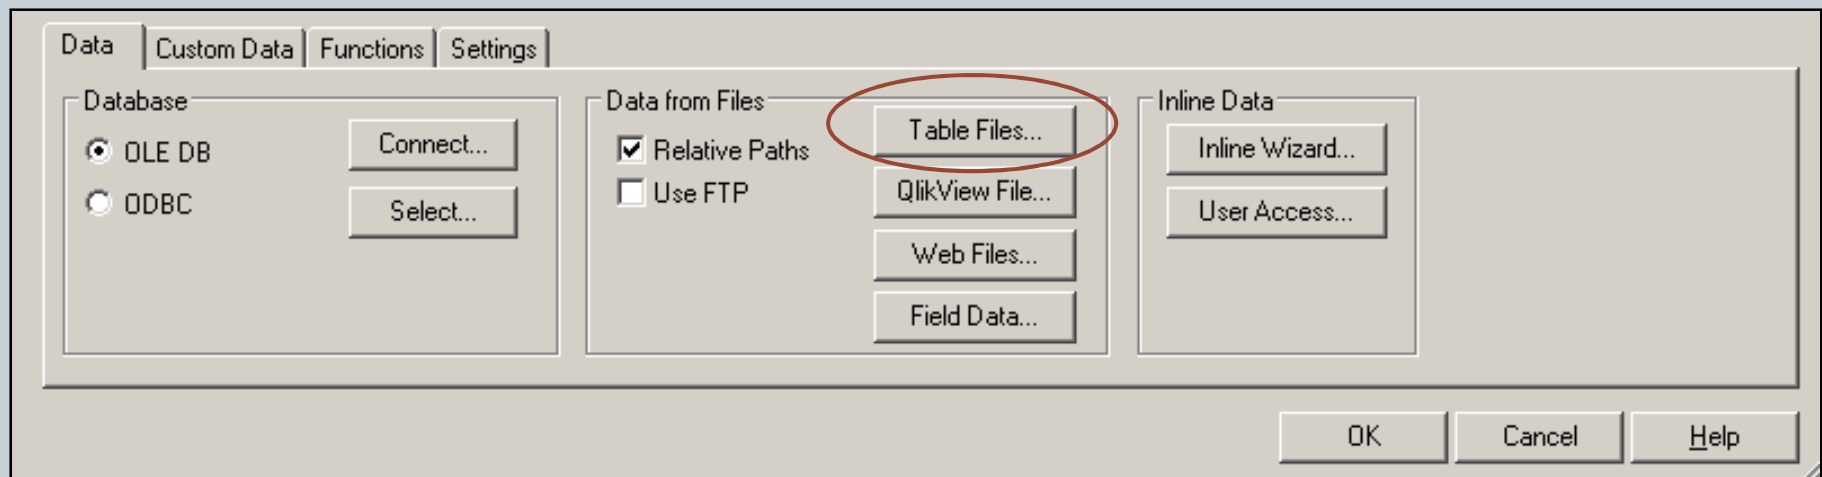 Data Custom Data Functions Settings
Database
OLE DB
ODBC
Connect...
Select...
Data from Files
Relative Paths
Use FTP
Table Files...
QlikView File...
Web Files...
Field Data...
Inline Data
Inline Wizard...
User Access...
OK Cancel Help